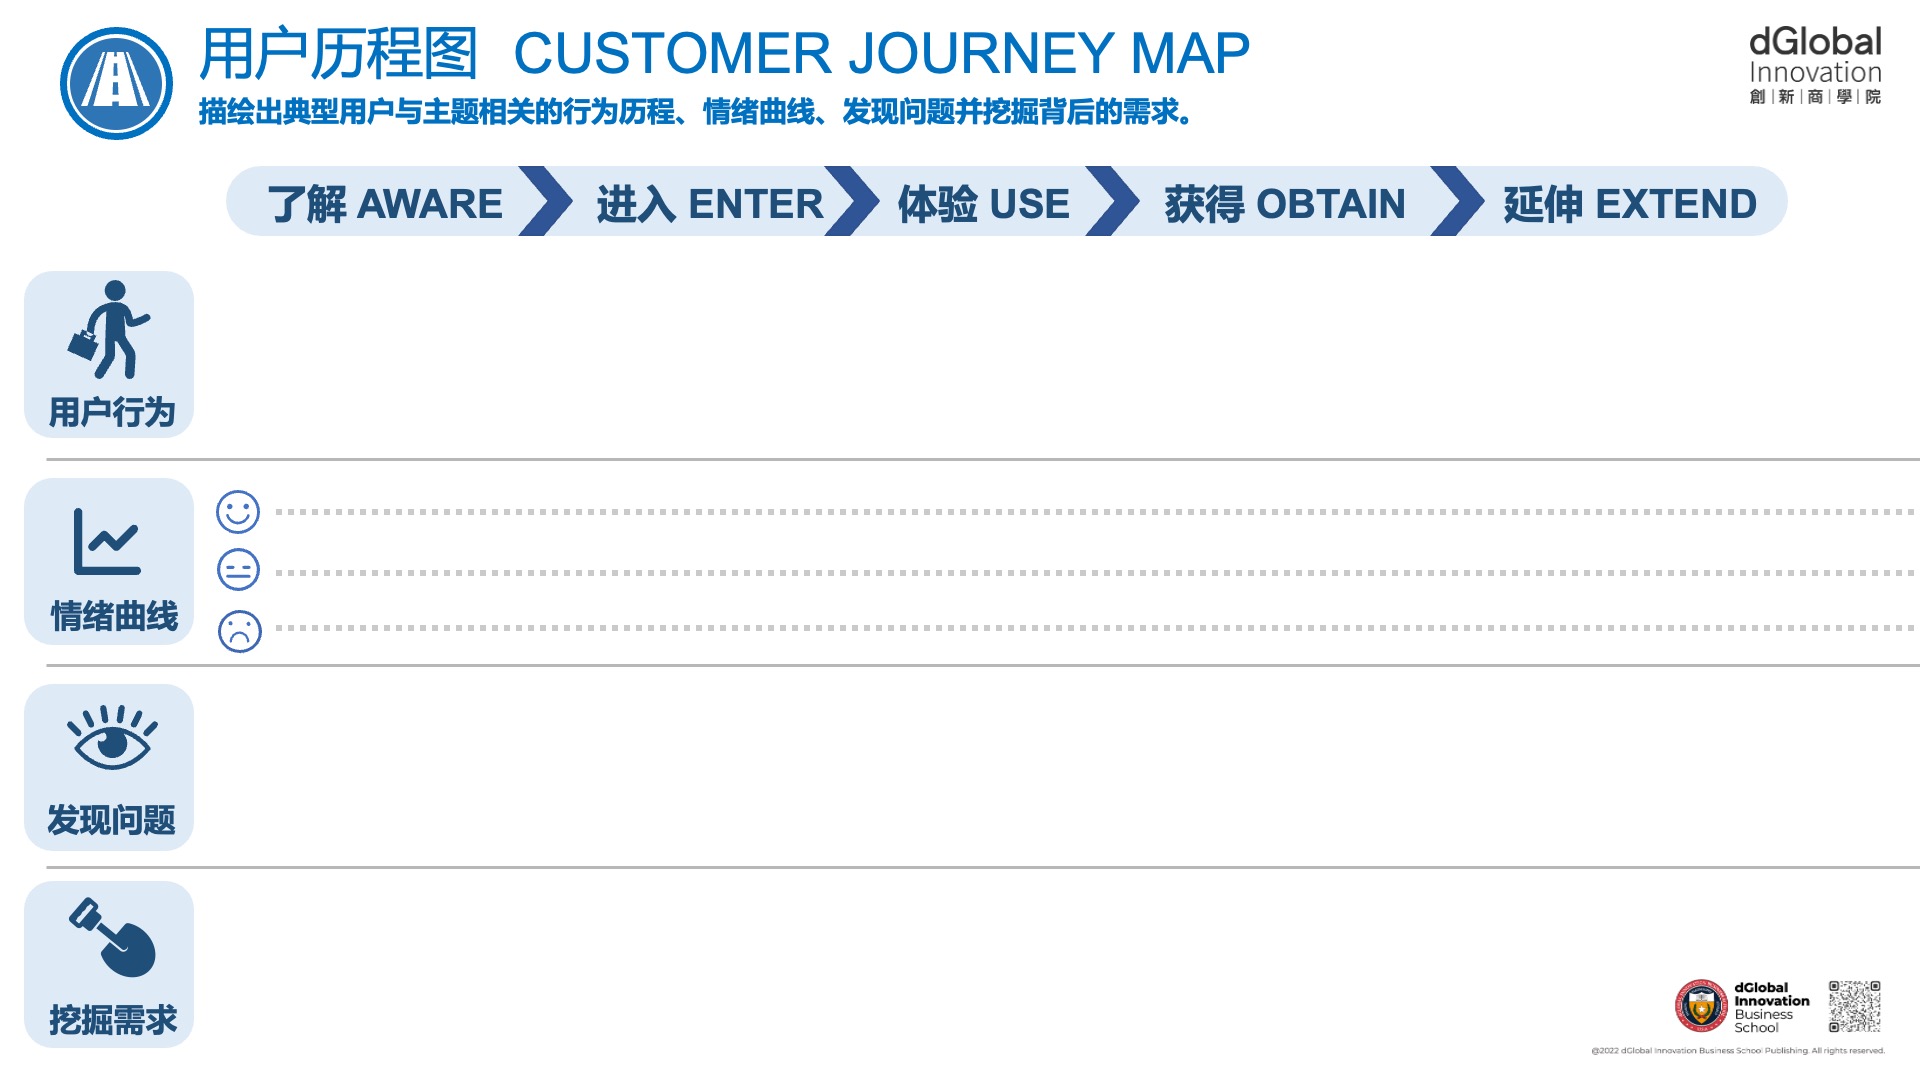 用户历程图 CUSTOMER JOURNEY MAP
描绘出典型用户与主题相关的行为历程、情绪曲线、发现问题并挖掘背后的需求。
dGlobal
Innovation
創|新|商|學|院
了解 AWARE
进入 ENTER
体验 USE
获得 OBTAIN
延伸 EXTEND
用户行为
情绪曲线
发现问题
挖掘需求
dGlobal
Innovation
Business
School
@2022 dGlobal Innovation Business School Publishing. All rights reserved.